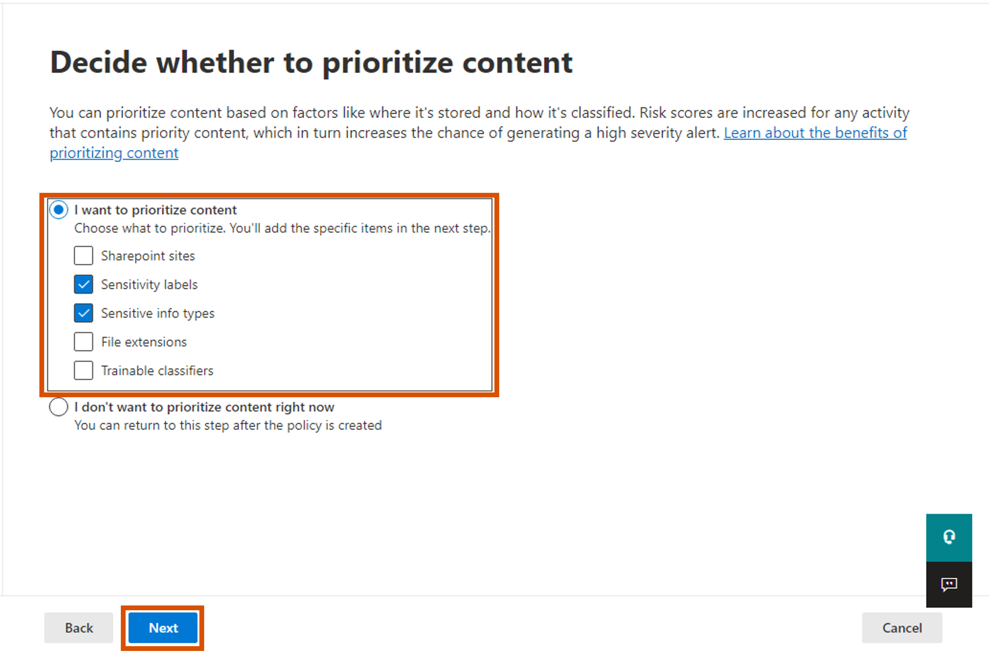 Decide whether to prioritize content
You can prioritize content based on factors like where it's stored and how it's classified. Risk scores are increased for any activity
that contains priority content, which in turn increases the chance of generating a high severity alert. Learn about the benefits of
prioritizing content
I want to prioritize content
Choose what to prioritize. You'll add the specific items in the next step.
Sharepoint sites
Sensitivity labels
Sensitive info types
File extensions
Trainable classifiers
I don't want to prioritize content right now
You can return to this step after the policy is created
Back
Next
Cancel